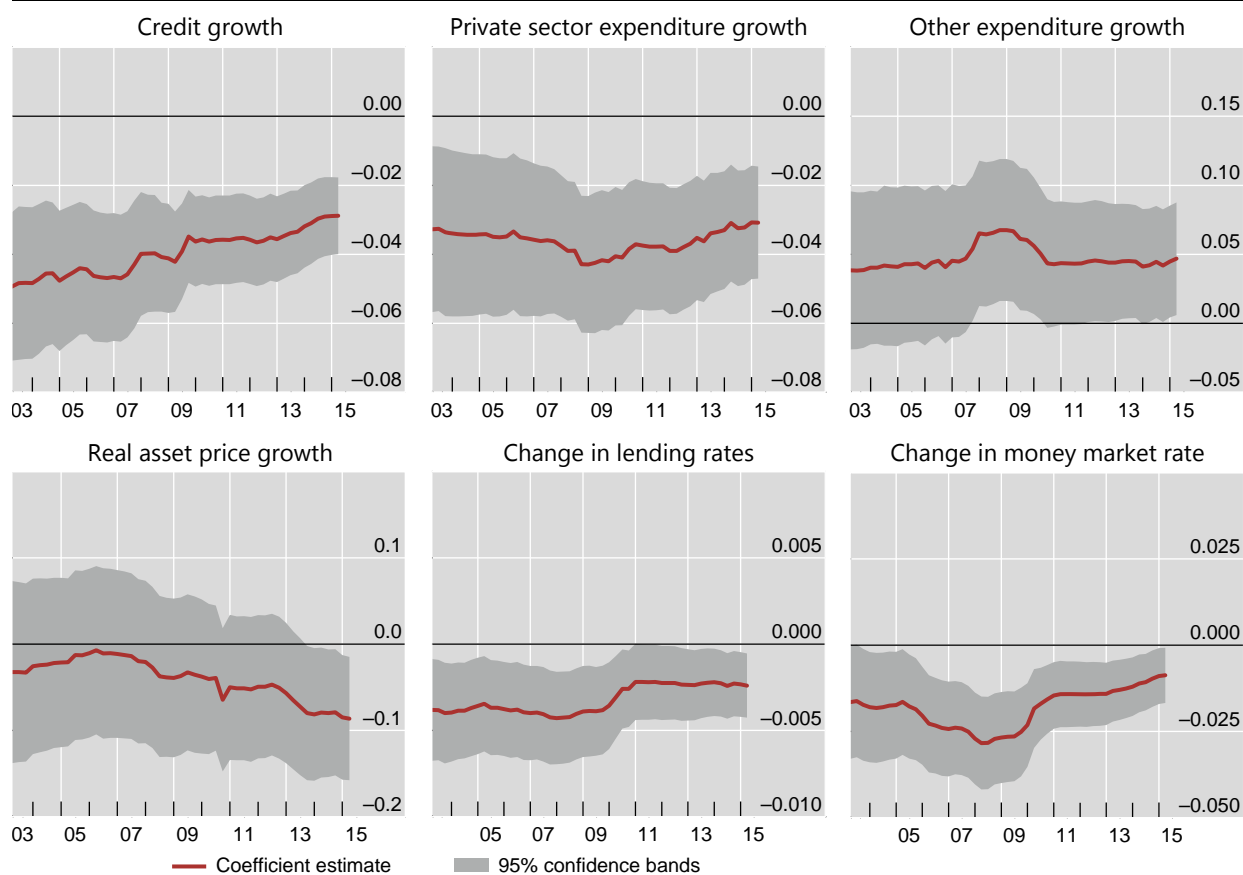 Credit growth
Private sector expenditure growth
Other expenditure growth
0.00
–0.02
–0.04
–0.06
–0.08
0.00
–0.02
–0.04
–0.06
–0.08
0.15
0.10
0.05
0.00
–0.05
03 05 07 09 11 13 15
03 05 07 09 11 13 15
03 05 07 09 11 13 15
Real asset price growth
Change in lending rates
Change in money market rate
0.1
0.0
–0.1
–0.2
0.005
0.000
–0.005
–0.010
0.025
0.000
–0.025
–0.050
03 05 07 09 11 13 15
05 07 09 11 13 15
05 07 09 11 13 15
Coefficient estimate
95% confidence bands